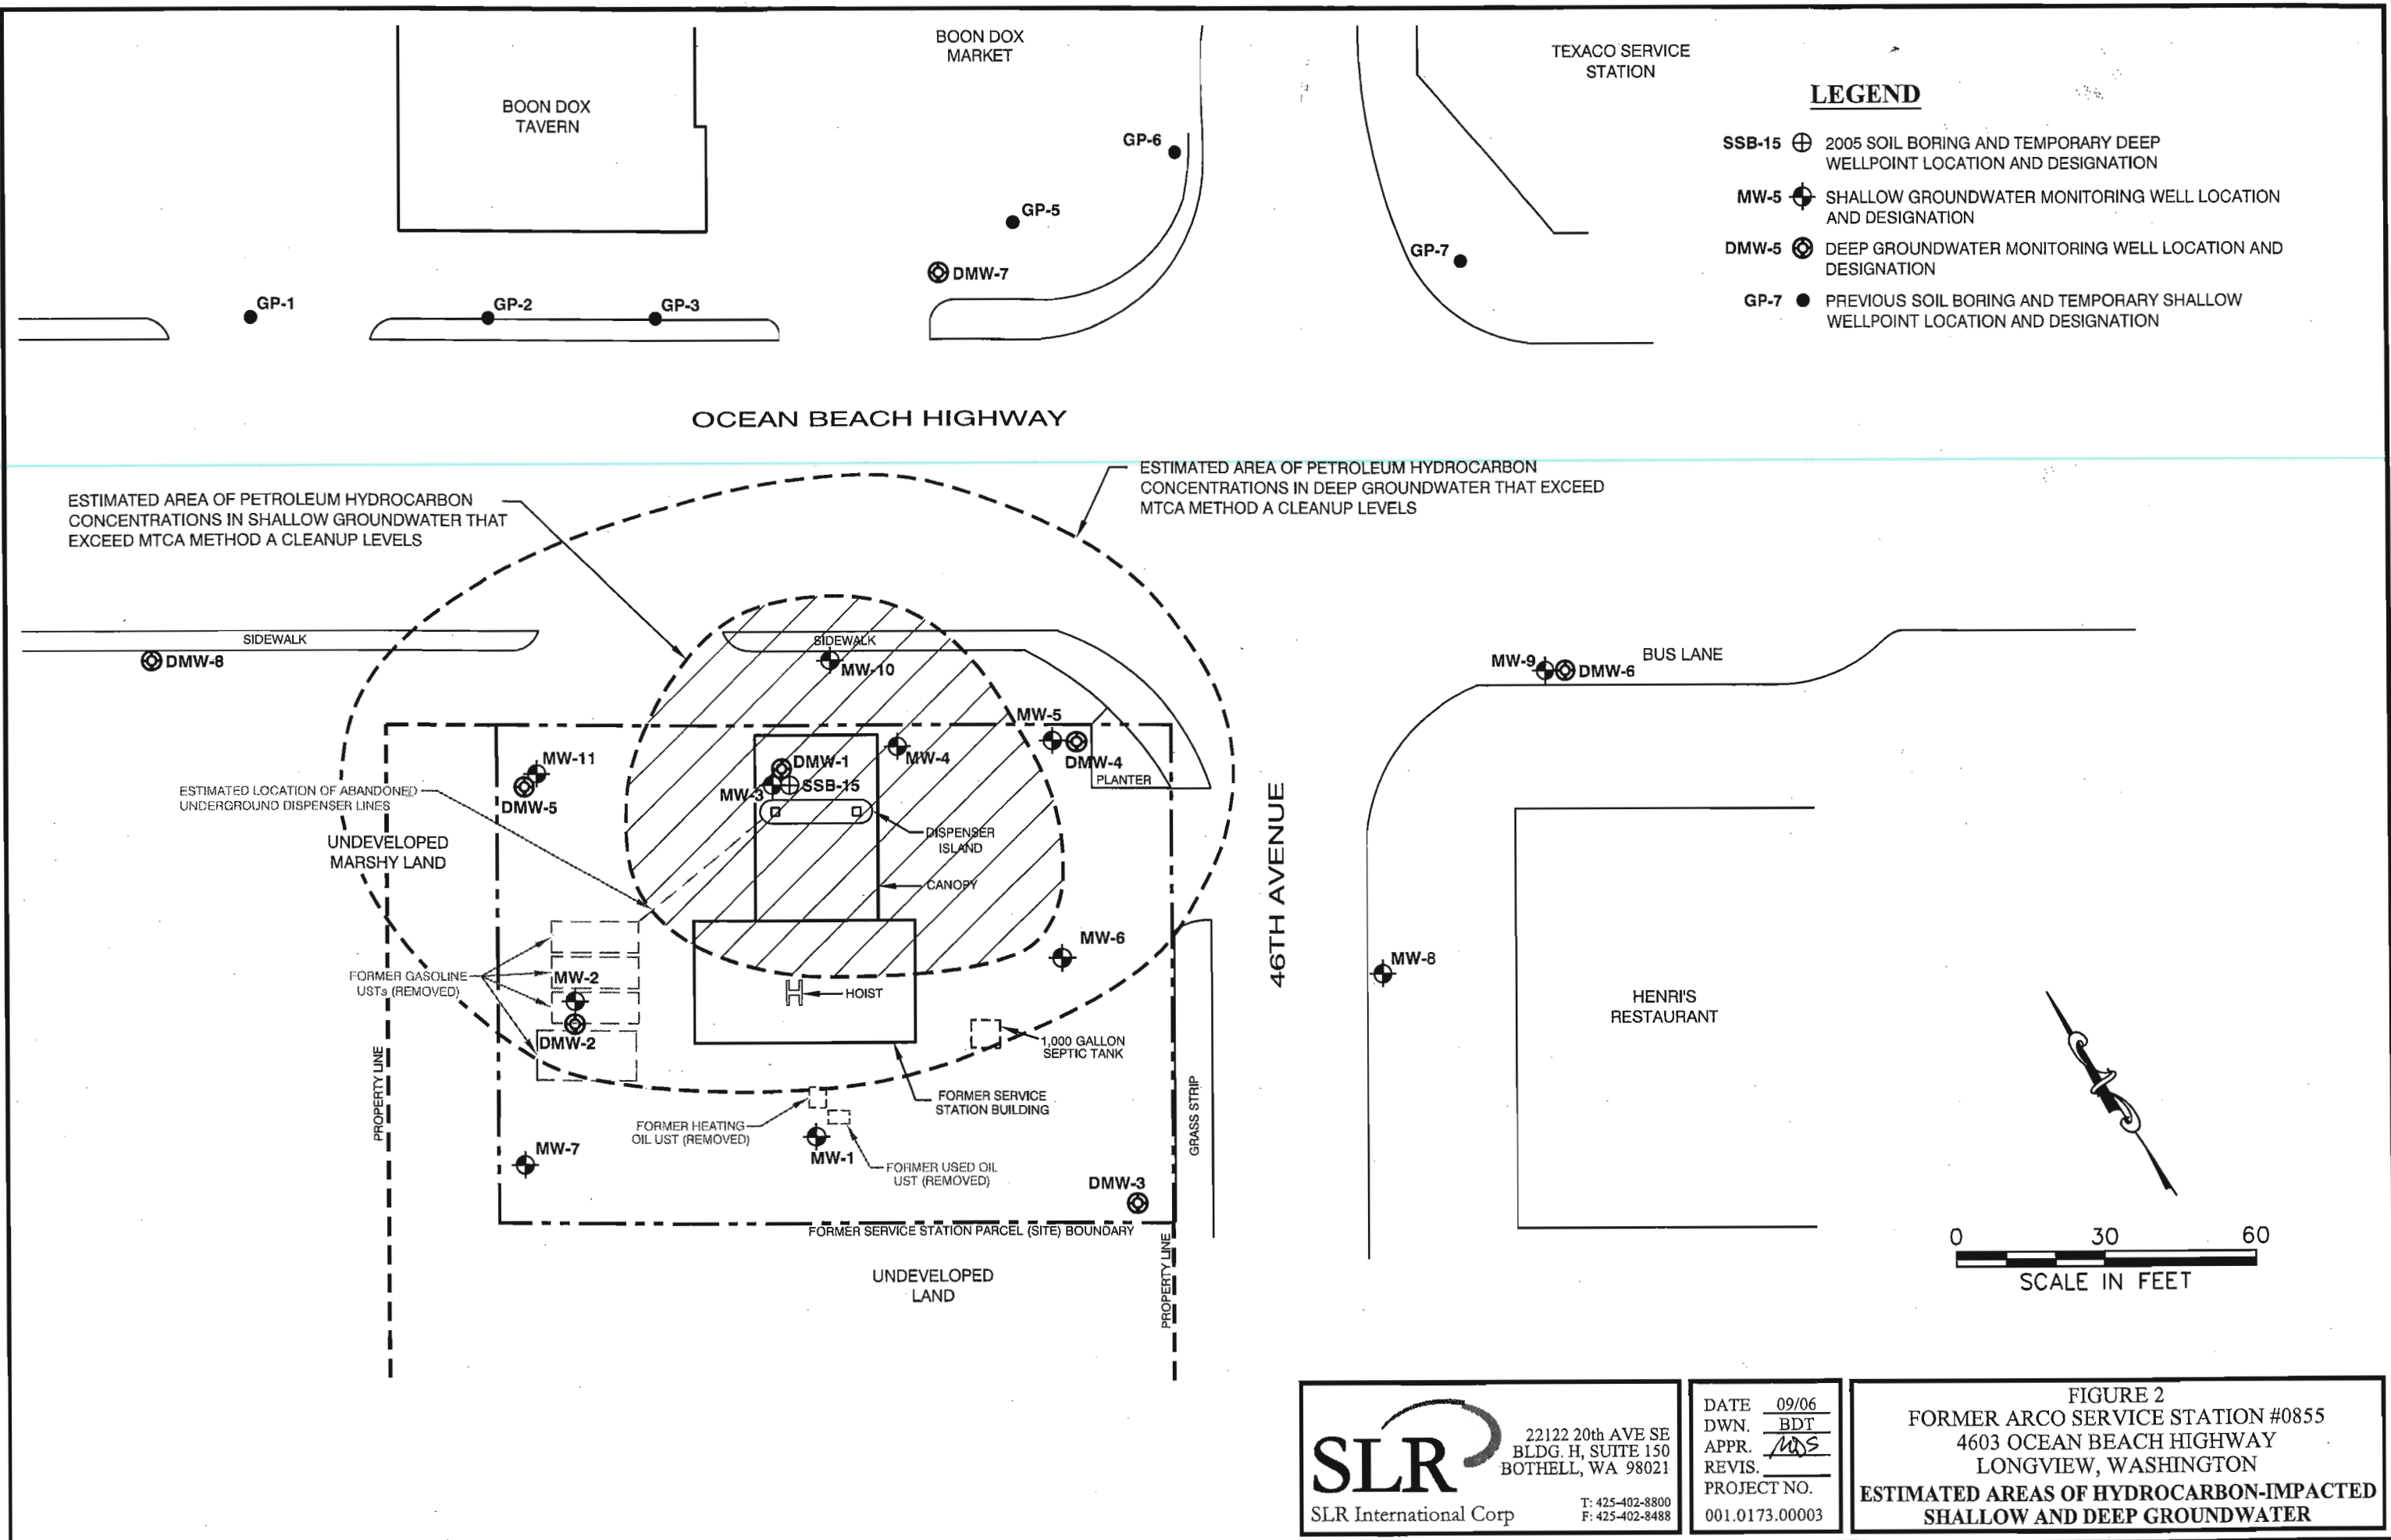 BOON DOX
MARKET
TEXACO SERVICE
STATION
BOON DOX
TAVERN
LEGEND
SSB-15 2005 SOIL BORING AND TEMPORARY DEEP
WELLPOINT LOCATION AND DESIGNATION
MW-5 SHALLOW GROUNDWATER MONITORING WELL LOCATION
AND DESIGNATION
DMW-5 DEEP GROUNDWATER MONITORING WELL LOCATION AND
DESIGNATION
GP-7 PREVIOUS SOIL BORING AND TEMPORARY SHALLOW
WELLPOINT LOCATION AND DESIGNATION
GP-6
GP-5
GP-7
DMW-7
GP-1
GP-2
GP-3
OCEAN BEACH HIGHWAY
ESTIMATED AREA OF PETROLEUM HYDROCARBON
CONCENTRATIONS IN DEEP GROUNDWATER THAT EXCEED
MTCA METHOD A CLEANUP LEVELS
ESTIMATED AREA OF PETROLEUM HYDROCARBON
CONCENTRATIONS IN SHALLOW GROUNDWATER THAT
EXCEED MTCA METHOD A CLEANUP LEVELS
SIDEWALK
SIDEWALK
DMW-8
MW-10
MW-9
DMW-6
BUS LANE
MW-5
MW-11
DMW-1
MW-4
DMW-4
PLANTER
SSB-15
MW-3
DMW-5
ESTIMATED LOCATION OF ABANDONED
UNDERGROUND DISPENSER LINES
DISPENSER
ISLAND
UNDEVELOPED
MARSHY LAND
CANOPY
46TH AVENUE
MW-6
MW-8
FORMER GASOLINE
USTs (REMOVED)
MW-2
HOIST
HENRI'S
RESTAURANT
DMW-2
1,000 GALLON
SEPTIC TANK
PROPERTY LINE
FORMER SERVICE
STATION BUILDING
GRASS STRIP
FORMER HEATING
OIL UST (REMOVED)
MW-7
MW-1
FORMER USED OIL
UST (REMOVED)
DMW-3
FORMER SERVICE STATION PARCEL (SITE) BOUNDARY
PROPERTY LINE
UNDEVELOPED
LAND
0 30 60
SCALE IN FEET
SLR
SLR International Corp
22122 20th AVE SE
BLDG. H, SUITE 150
BOTHELL, WA 98021
T: 425-402-8800
F: 425-402-8488
DATE 09/06
DWN. BDT
APPR.
REVIS.
PROJECT NO.
001.0173.00003
FIGURE 2
FORMER ARCO SERVICE STATION #0855
4603 OCEAN BEACH HIGHWAY
LONGVIEW, WASHINGTON
ESTIMATED AREAS OF HYDROCARBON-IMPACTED
SHALLOW AND DEEP GROUNDWATER